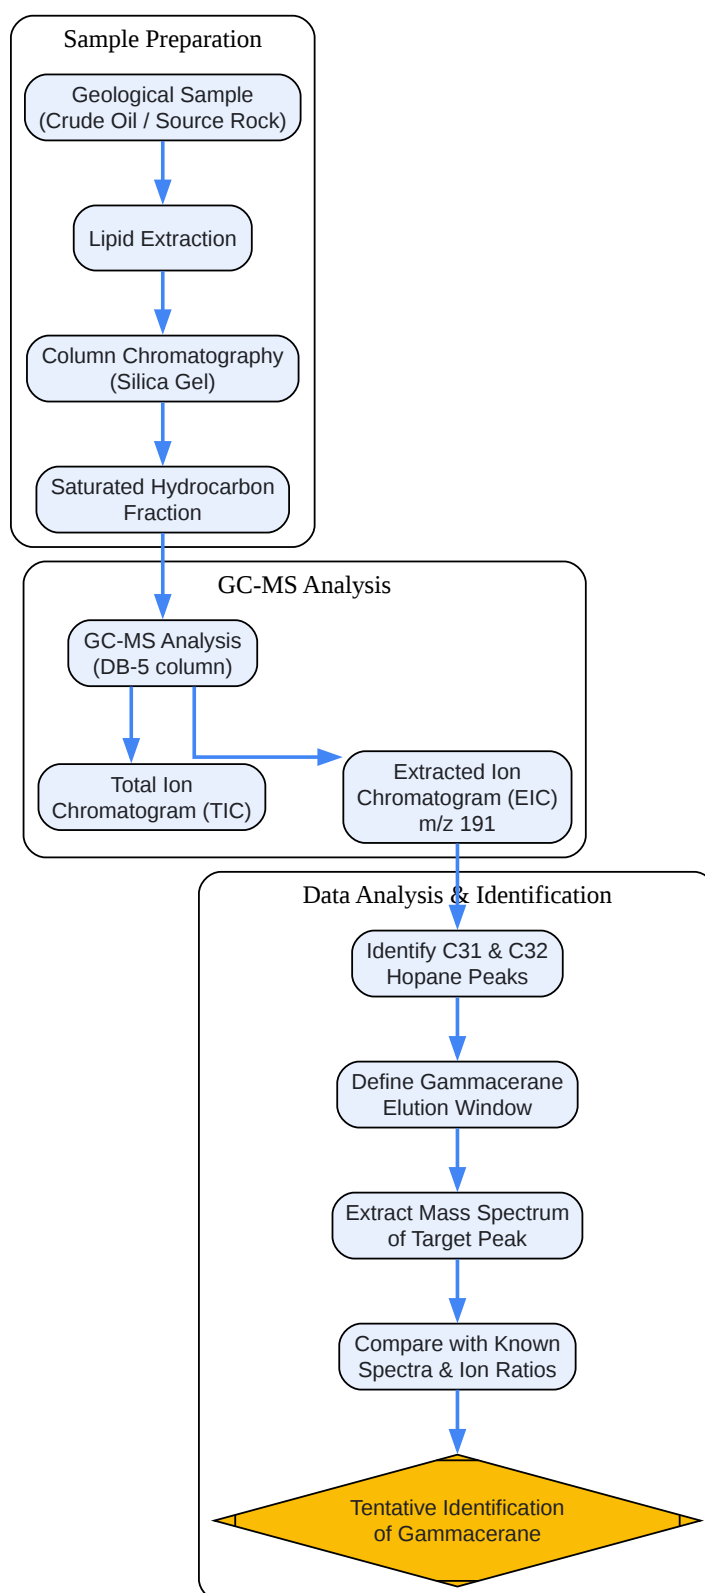 Sample Preparation
Geological Sample
(Crude Oil / Source Rock)
Lipid Extraction
Column Chromatography
(Silica Gel)
Saturated Hydrocarbon
Fraction
GC-MS Analysis
GC-MS Analysis
(DB-5 column)
Total Ion
Chromatogram (TIC)
Extracted Ion
Chromatogram (EIC)
m/z 191
Data Analysis & Identification
Identify C31 & C32
Hopane Peaks
Define Gammacerane
Elution Window
Extract Mass Spectrum
of Target Peak
Compare with Known
Spectra & Ion Ratios
Tentative Identification
of Gammacerane